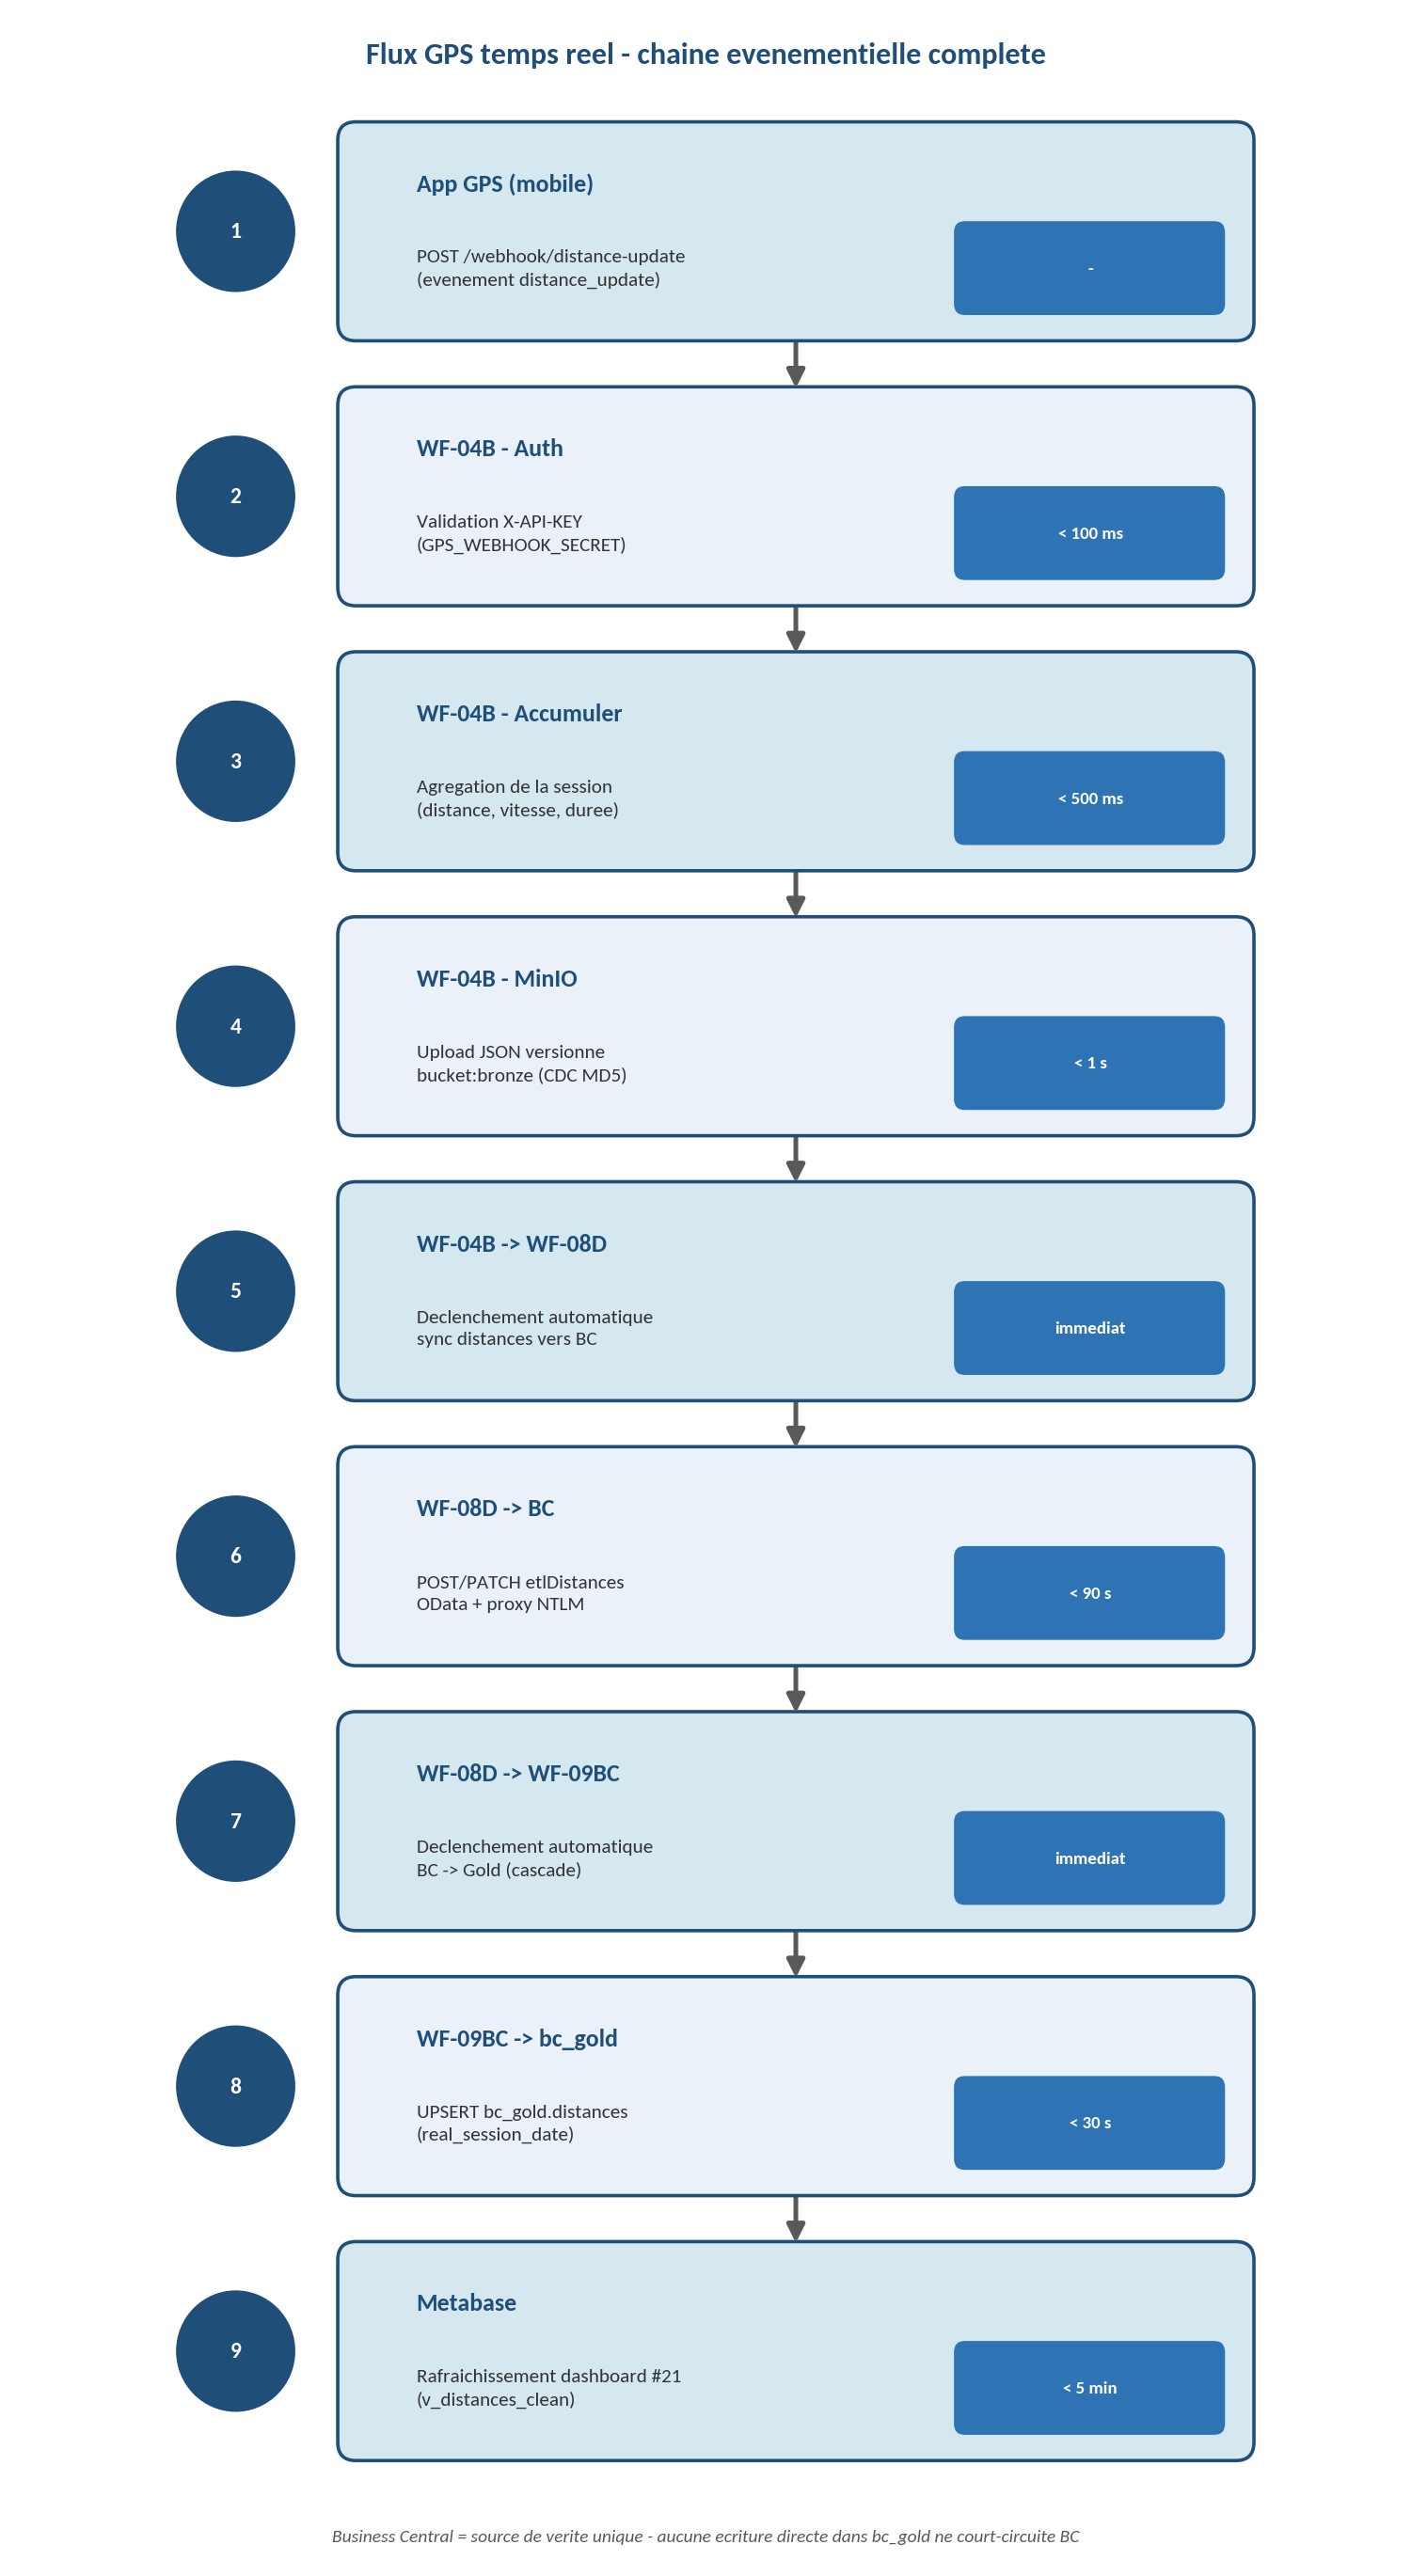 Flux GPS temps reel - chaine evenementielle complete
1
App GPS (mobile)
POST /webhook/distance-update
(evenement distance_update)
-
2
WF-04B - Auth
Validation X-API-KEY
(GPS_WEBHOOK_SECRET)
< 100 ms
3
WF-04B - Accumuler
Agregation de la session
(distance, vitesse, duree)
< 500 ms
4
WF-04B - MinIO
Upload JSON versionne
bucket:bronze (CDC MD5)
< 1 s
5
WF-04B -> WF-08D
Declenchement automatique
sync distances vers BC
immediat
6
WF-08D -> BC
POST/PATCH etlDistances
OData + proxy NTLM
< 90 s
7
WF-08D -> WF-09BC
Declenchement automatique
BC -> Gold (cascade)
immediat
8
WF-09BC -> bc_gold
UPSERT bc_gold.distances
(real_session_date)
< 30 s
9
Metabase
Rafraichissement dashboard #21
(v_distances_clean)
< 5 min
Business Central = source de verite unique - aucune ecriture directe dans bc_gold ne court-circuite BC